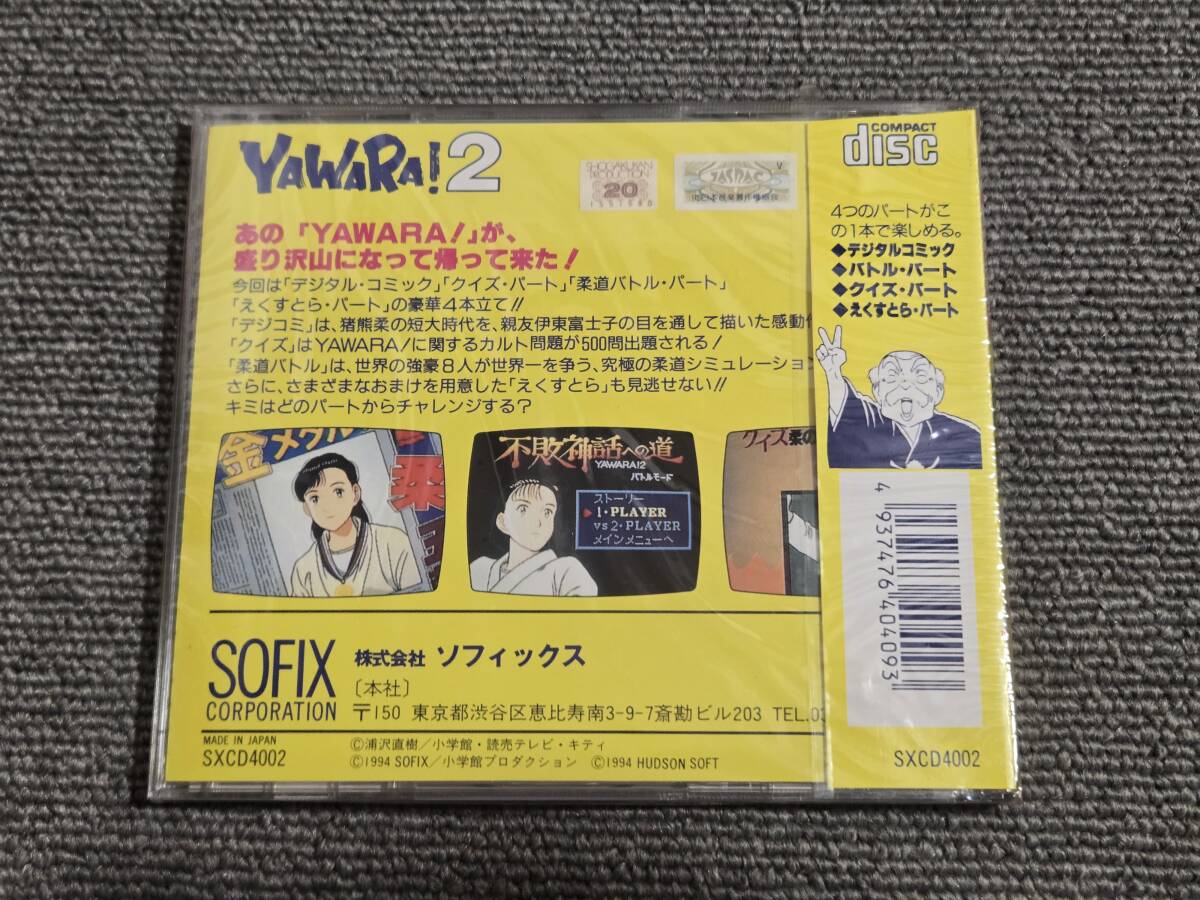 YAWARA!2
SHOGAKUKAN
PRODUCTION
20
V
JASRAC
あの「YAWARA!」が、
盛り沢山になって帰って来た!
今回は「デジタル・コミック」「クイズ・パート」「柔道バトル・パート」
「えくすとら・パート」の豪華4本立て!!
「デジコミ」は、猪熊柔の短大時代を、親友伊東富士子の目を通して描いた感動
「クイズ」はYAWARA!に関するカルト問題が500問出題される!
「柔道バトル」は、世界の強豪8人が世界一を争う、究極の柔道シミュレーション
さらに、さまざまなおまけを用意した「えくすとら」も見逃せない!!
キミはどのパートからチャレンジする?
金メダル
柔
不敗神話への道
YAWARA!2
バトルモード
ストーリー
1・PLAYER
vs 2・PLAYER
メインメニューへ
クイズ柔の
SOFIX
CORPORATION
株式会社 ソフィックス
〔本社〕
〒150 東京都渋谷区恵比寿南3-9-7斎勘ビル203 TEL.03
MADE IN JAPAN
SXCD4002
©浦沢直樹/小学館・読売テレビ・キティ
©1994 SOFIX/小学館プロダクション ©1994 HUDSON SOFT
COMPACT
disc
4つのパートがこ
の1本で楽しめる。
◆デジタルコミック
◆バトル・パート
◆クイズ・パート
◆えくすとら・パート
4 937476 404093
SXCD4002